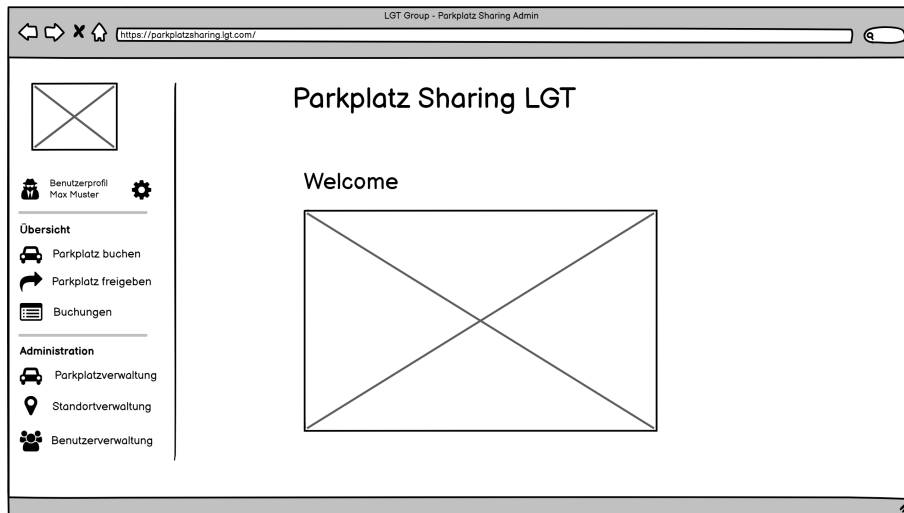 LGT Group - Parkplatz Sharing Admin
https://parkplatzsharing.lgt.com/
Parkplatz Sharing LGT
Benutzerprofil
Max Muster
Welcome
Übersicht
Parkplatz buchen
Parkplatz freigeben
Buchungen
Administration
Parkplatzverwaltung
Standortverwaltung
Benutzerverwaltung